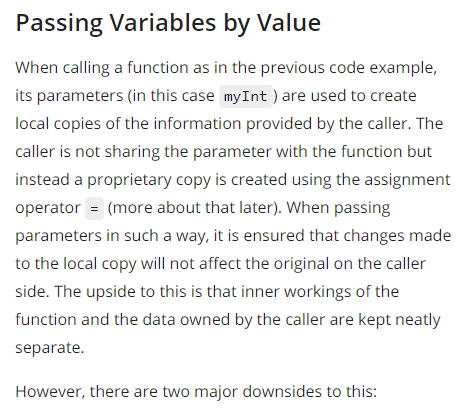 Passing Variables by Value
When calling a function as in the previous code example,
its parameters (in this case myInt ) are used to create
local copies of the information provided by the caller. The
caller is not sharing the parameter with the function but
instead a proprietary copy is created using the assignment
operator = (more about that later). When passing
parameters in such a way, it is ensured that changes made
to the local copy will not affect the original on the caller
side. The upside to this is that inner workings of the
function and the data owned by the caller are kept neatly
separate.
However, there are two major downsides to this: